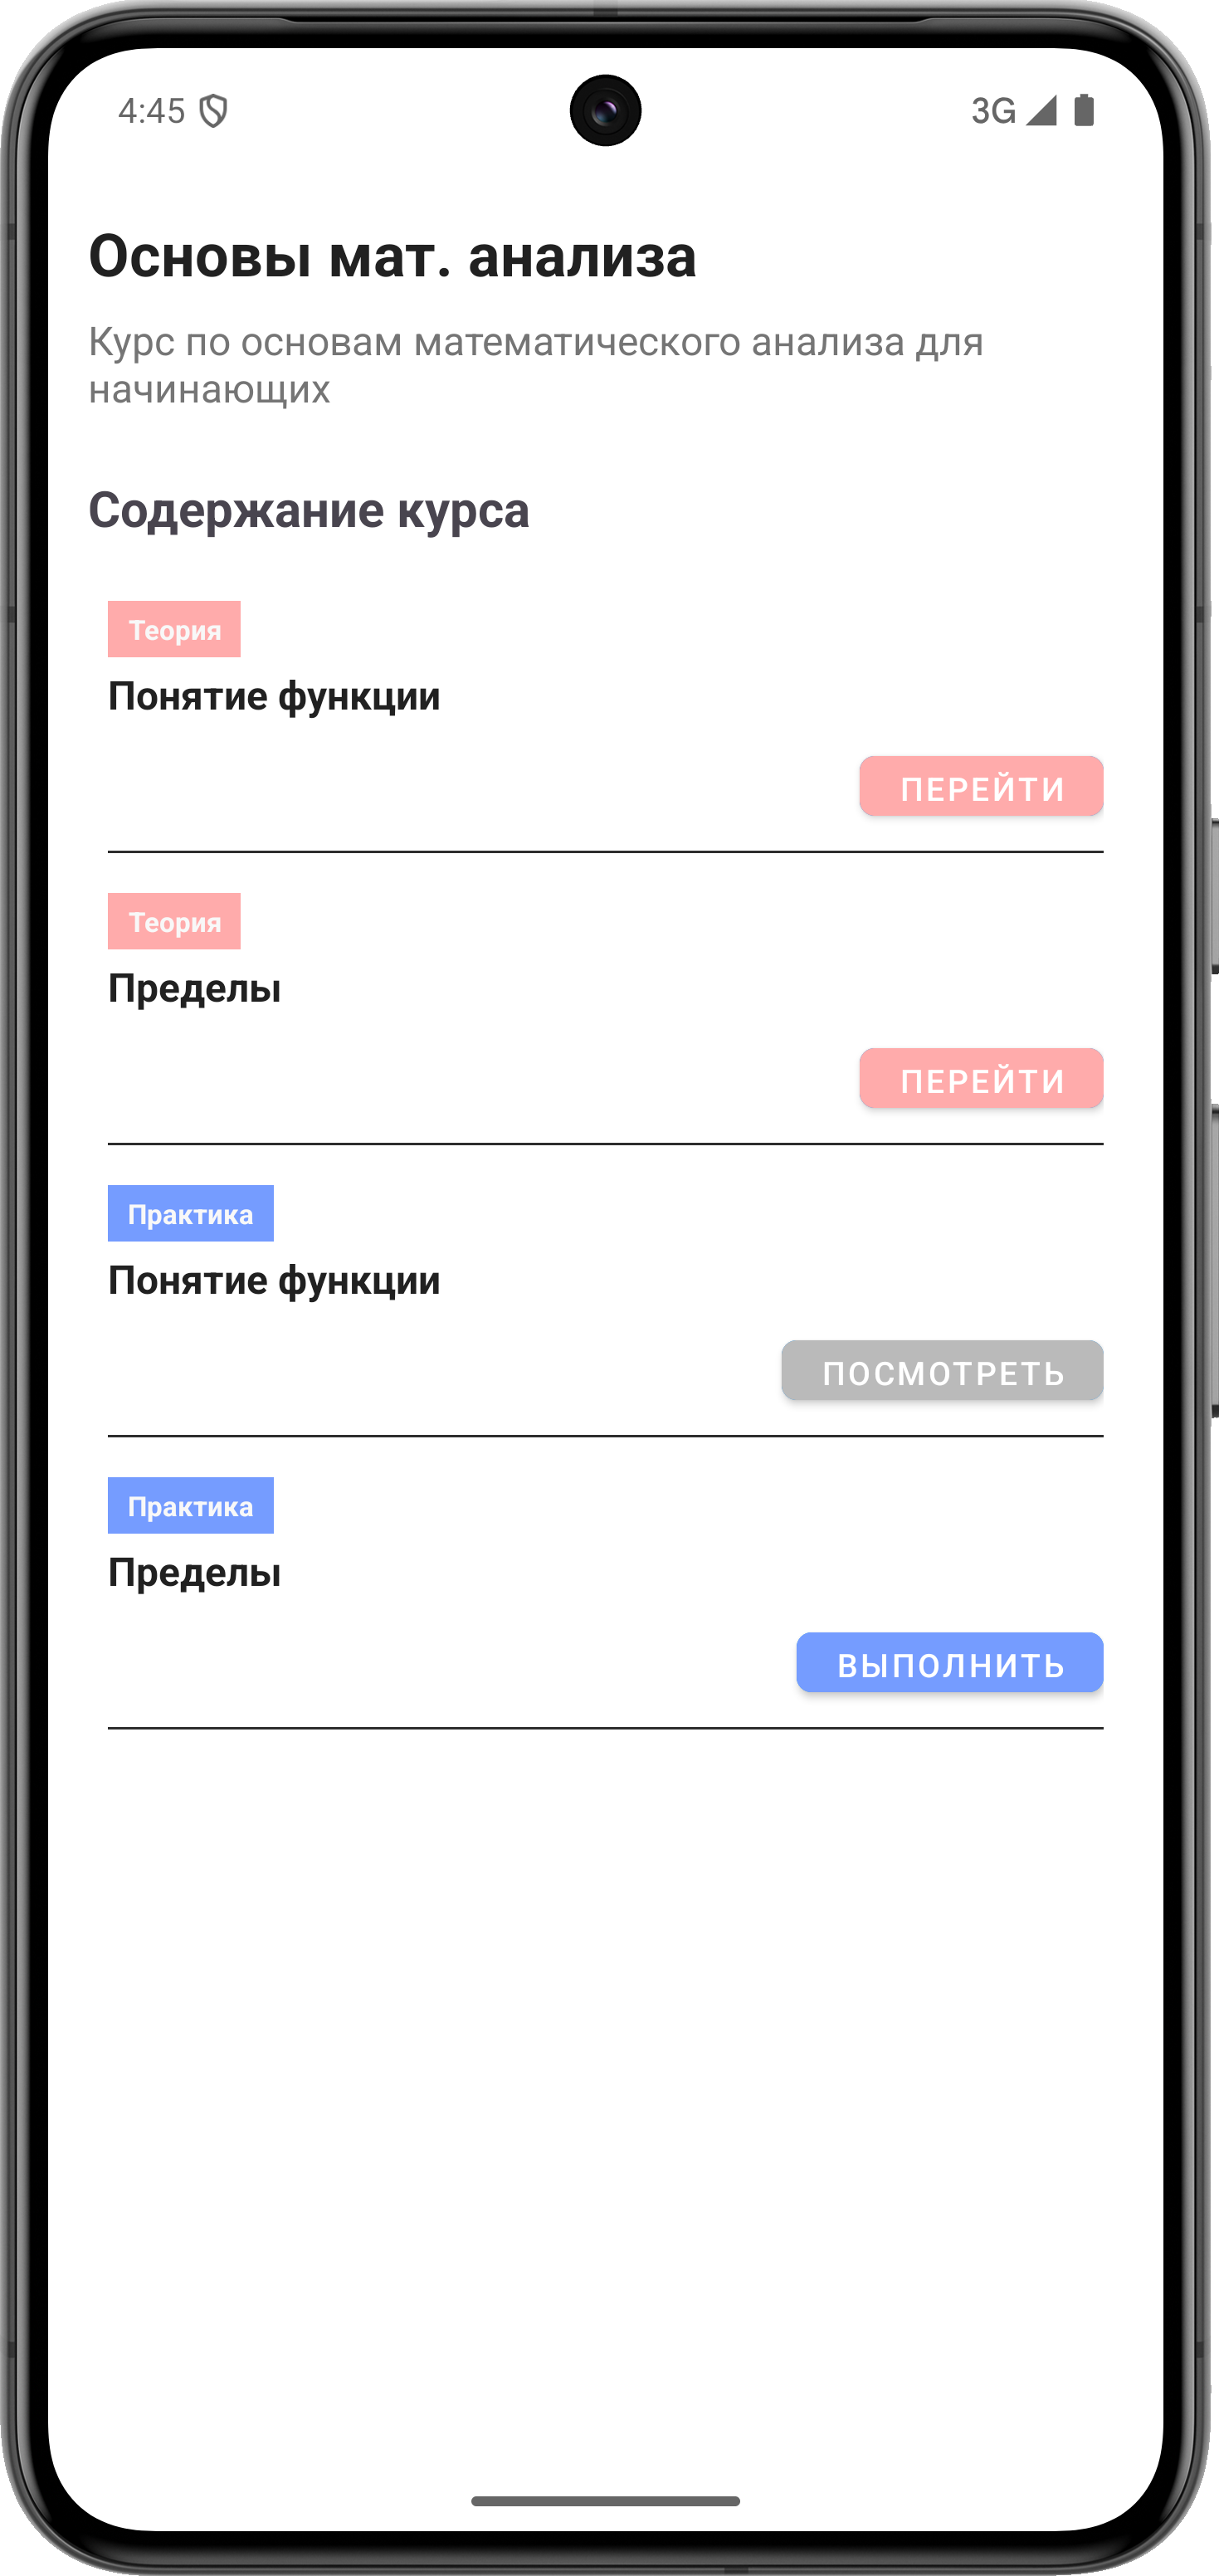 4:45
3G
Основы мат. анализа
Курс по основам математического анализа для
начинающих
Содержание курса
Теория
Понятие функции
ПЕРЕЙТИ
Теория
Пределы
ПЕРЕЙТИ
Практика
Понятие функции
ПОСМОТРЕТЬ
Практика
Пределы
ВЫПОЛНИТЬ